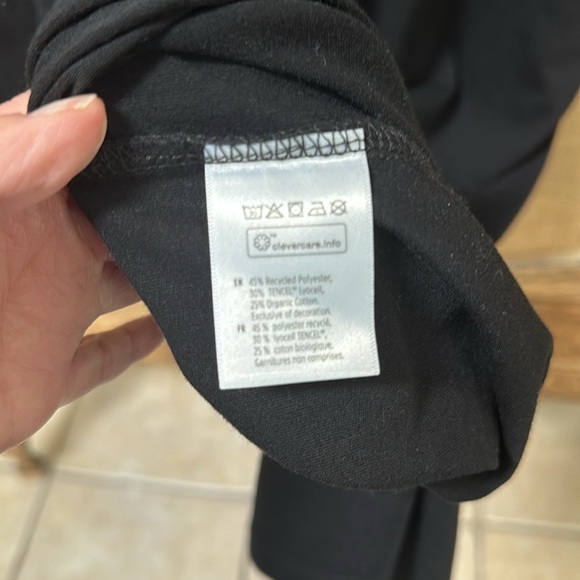 ™
clevercare.info
EN 45% Recycled Polyester,
30% TENCEL™ Lyocell,
25% Organic Cotton.
Exclusive of decoration.
FR 45 % polyester recyclé,
30 % lyocell TENCEL™,
25 % coton biologique.
Garnitures non comprises.